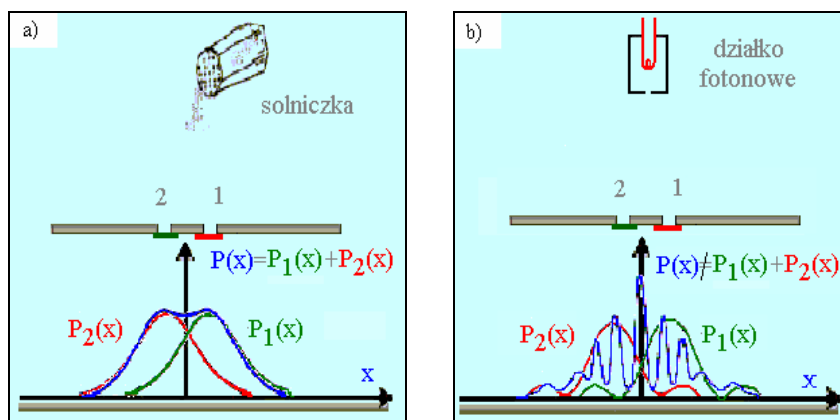 a)
solniczka
2 1
P(x)=P₁(x)+P₂(x)
P₂(x) P₁(x)
x
b)
działko
fotonowe
2 1
P(x)≠P₁(x)+P₂(x)
P₂(x) P₁(x)
x